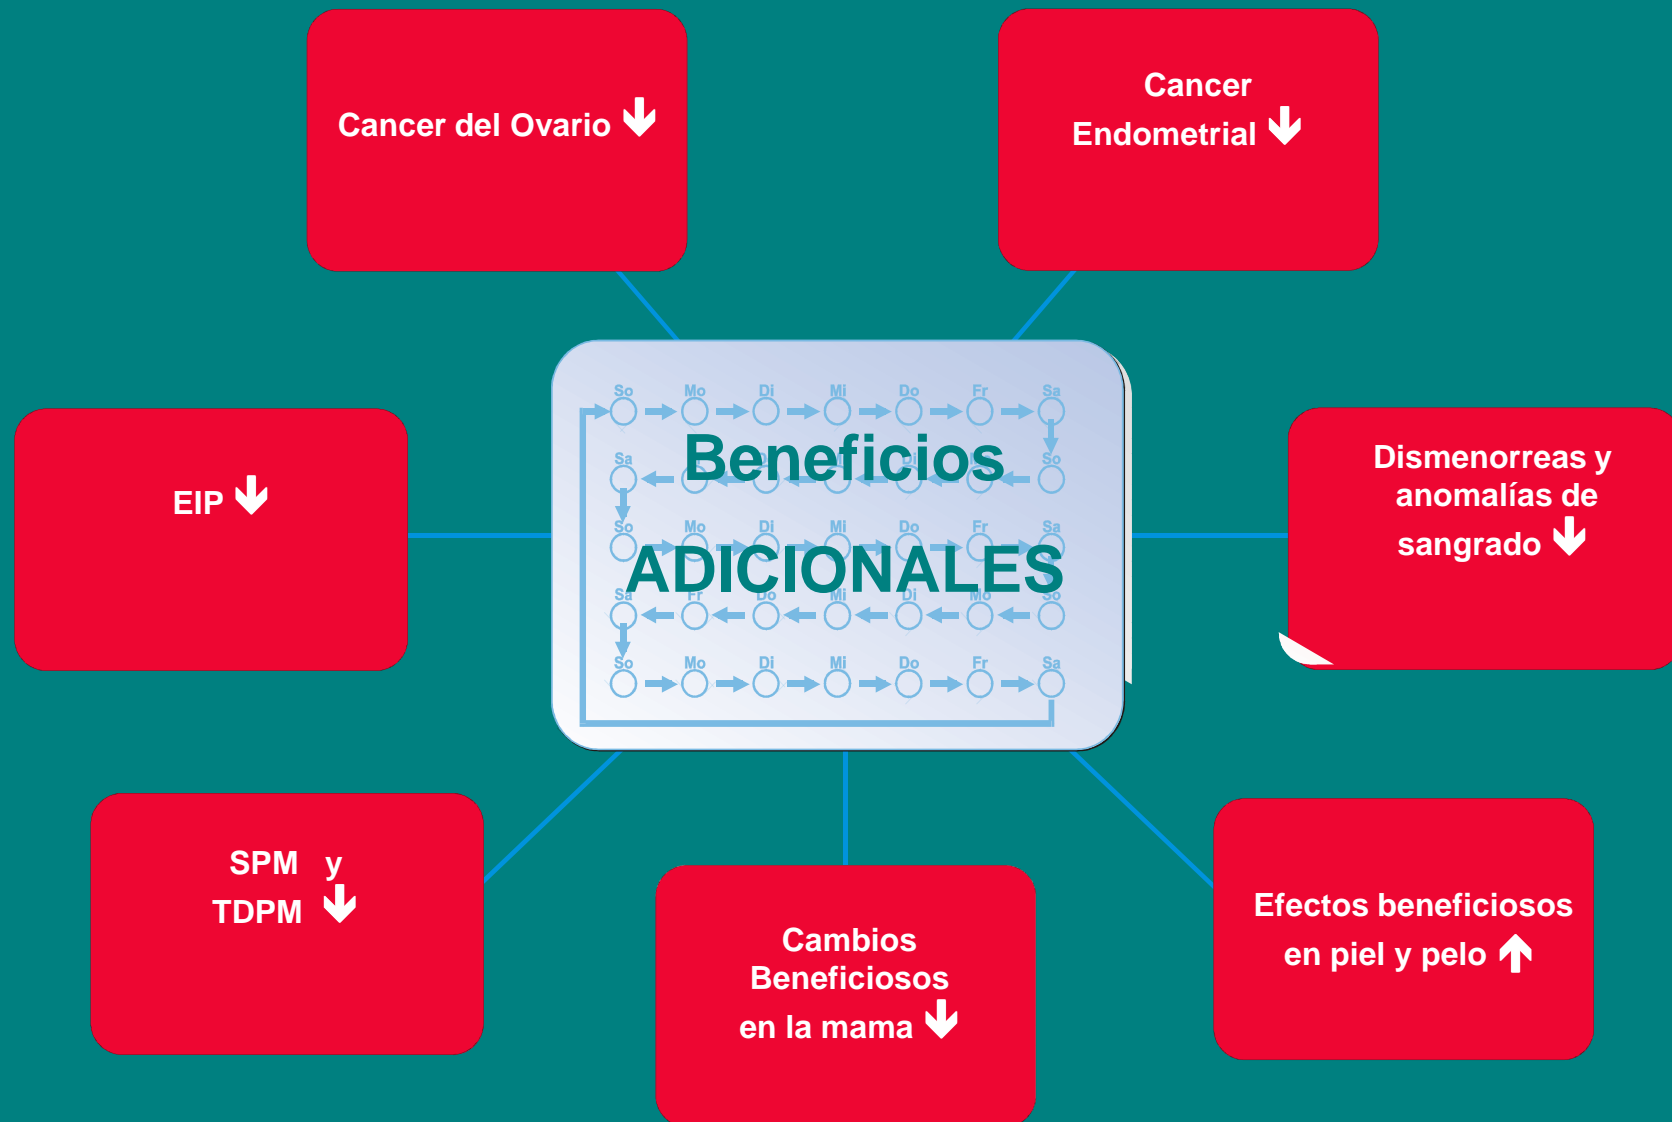 Cancer del Ovario ↓
Cancer
Endometrial ↓
So Mo Di Mi Do Fr Sa
Beneficios
Sa Mi So
So Mo Di Mi Do Fr Sa
ADICIONALES
Sa Fr Do Mi Di Mo So
So Mo Di Mi Do Fr Sa
EIP ↓
Dismenorreas y
anomalías de
sangrado ↓
SPM y
TDPM ↓
Cambios
Beneficiosos
en la mama ↓
Efectos beneficiosos
en piel y pelo ↑